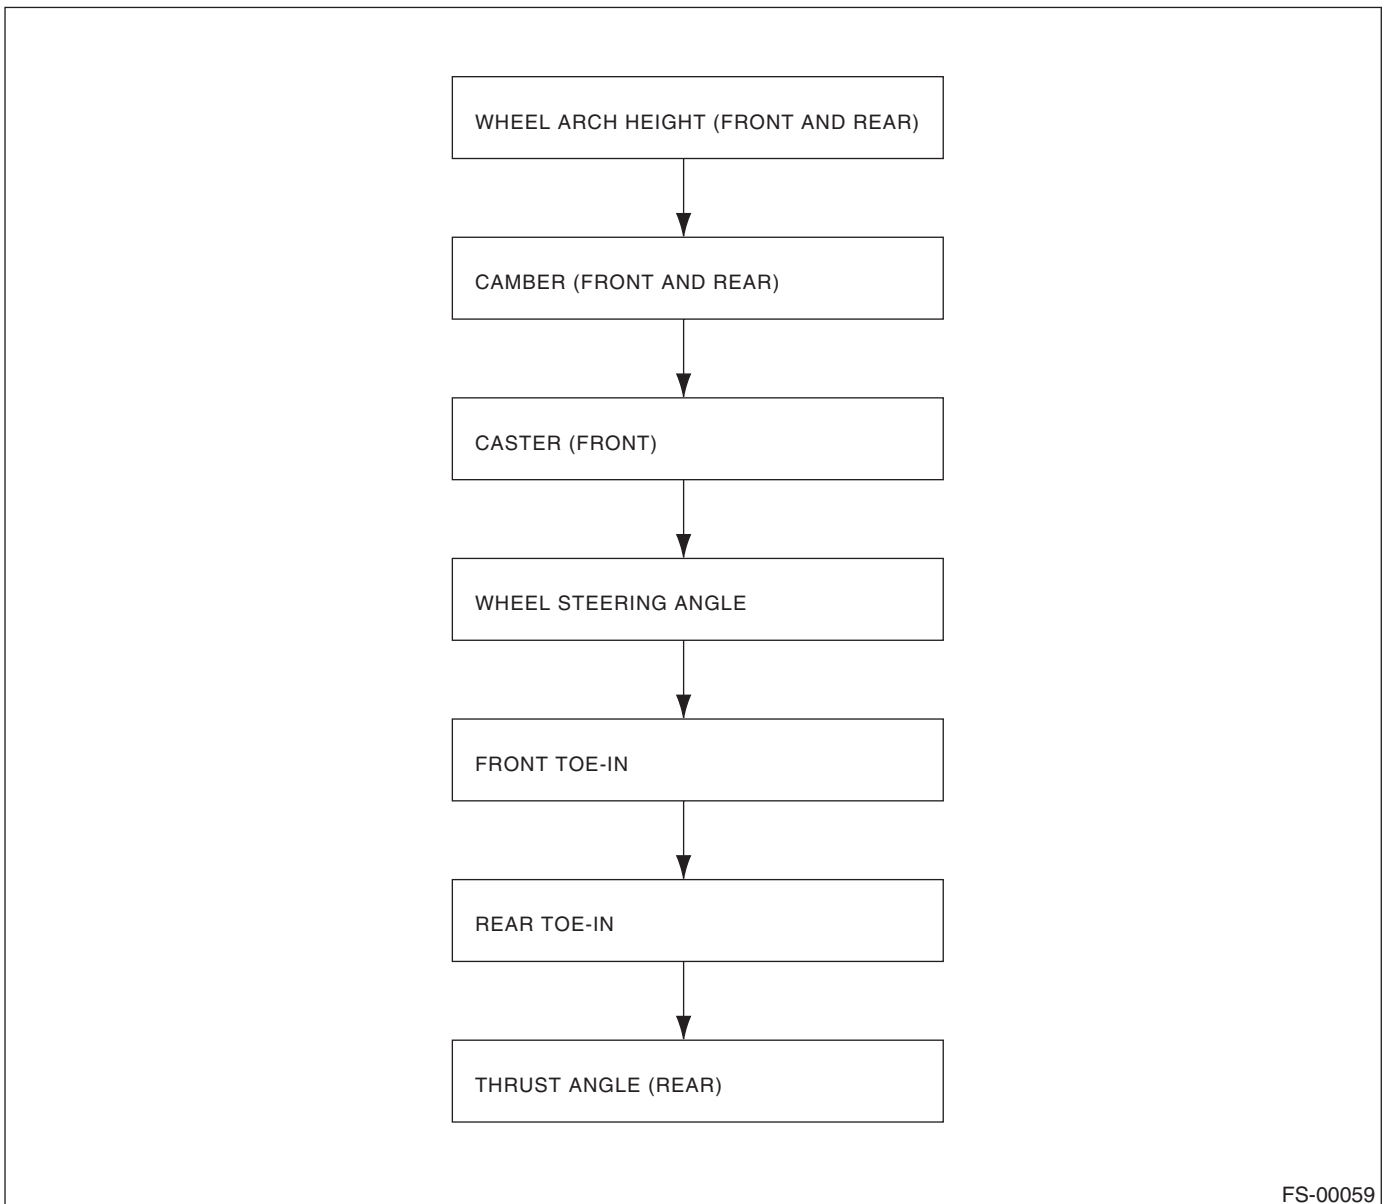 WHEEL ARCH HEIGHT (FRONT AND REAR)
CAMBER (FRONT AND REAR)
CASTER (FRONT)
WHEEL STEERING ANGLE
FRONT TOE-IN
REAR TOE-IN
THRUST ANGLE (REAR)
FS-00059